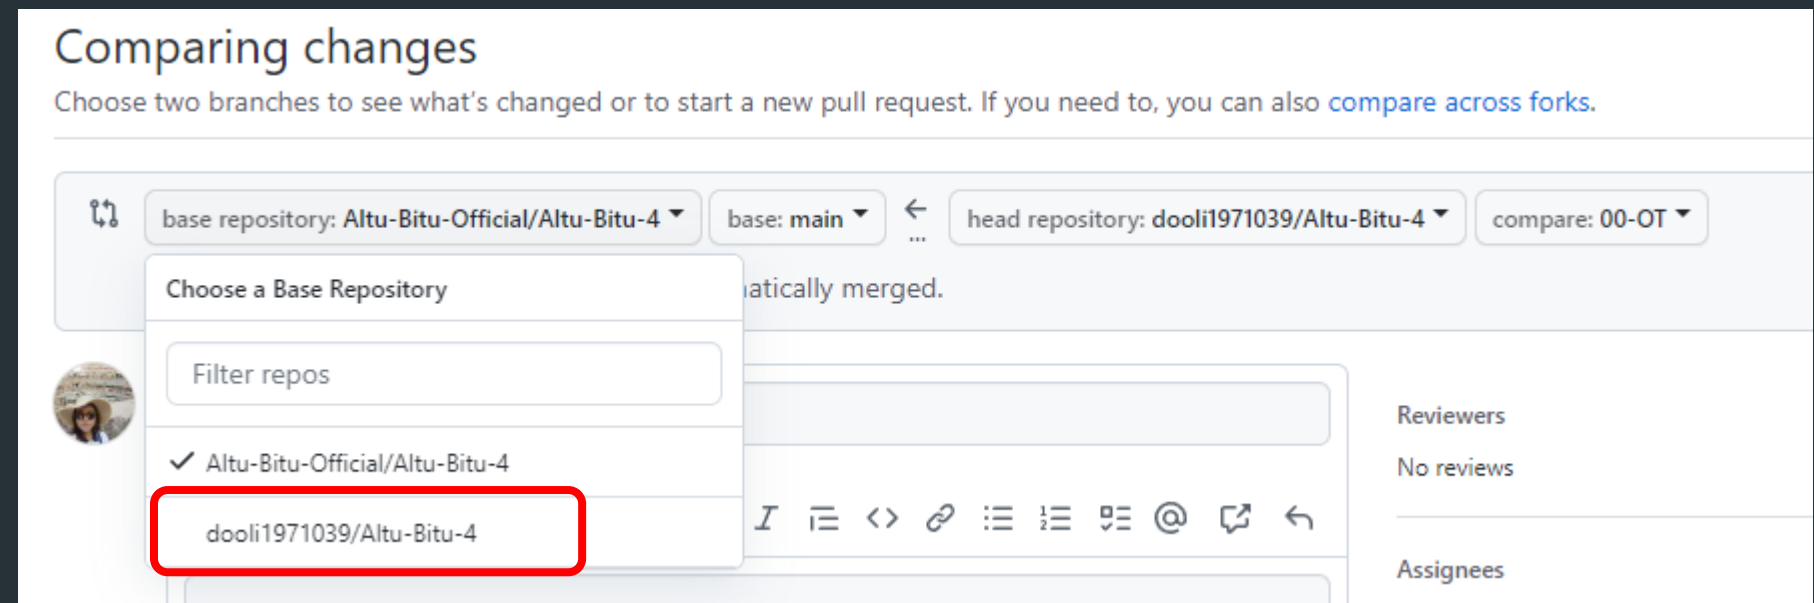 Comparing changes
Choose two branches to see what's changed or to start a new pull request. If you need to, you can also compare across forks.
base repository: Altu-Bitu-Official/Altu-Bitu-4 base: main ... head repository: dooli1971039/Altu-Bitu-4 compare: 00-OT
Choose a Base Repository
merged.
Filter repos
Reviewers
Altu-Bitu-Official/Altu-Bitu-4
No reviews
dooli1971039/Altu-Bitu-4
Assignees